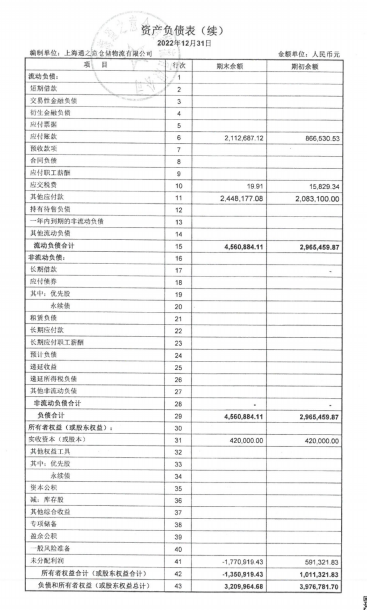 资产负债表（续）
2022年12月31日
编制单位：上海通之 仓储物流有限公司 金额单位：人民币元
项 目 行次 期末余额 期初余额
流动负债： 1
短期借款 2
交易性金融负债 3
衍生金融负债 4
应付票据 5
应付账款 6 2,112,687.12 866,530.53
预收款项 7
合同负债 8
应付职工薪酬 9
应交税费 10 19.91 15,829.34
其他应付款 11 2,448,177.08 2,083,100.00
持有待售负债 12
一年内到期的非流动负债 13
其他流动负债 14
流动负债合计 15 4,560,884.11 2,965,459.87
非流动负债： 16
长期借款 17 -
应付债券 18
其中：优先股 19
永续债 20
租赁负债 21
长期应付款 22
长期应付职工薪酬 23
预计负债 24
递延收益 25
递延所得税负债 26
其他非流动负债 27
非流动负债合计 28 - -
负债合计 29 4,560,884.11 2,965,459.87
所有者权益（或股东权益）： 30
实收资本（或股本） 31 420,000.00 420,000.00
其他权益工具 32
其中：优先股 33
永续债 34
资本公积 35
减：库存股 36
其他综合收益 37
专项储备 38
盈余公积 39
一般风险准备 40
未分配利润 41 -1,770,919.43 591,321.83
所有者权益合计（或股东权益合计） 42 -1,350,919.43 1,011,321.83
负债和所有者权益（或股东权益总计） 43 3,209,964.68 3,976,781.70